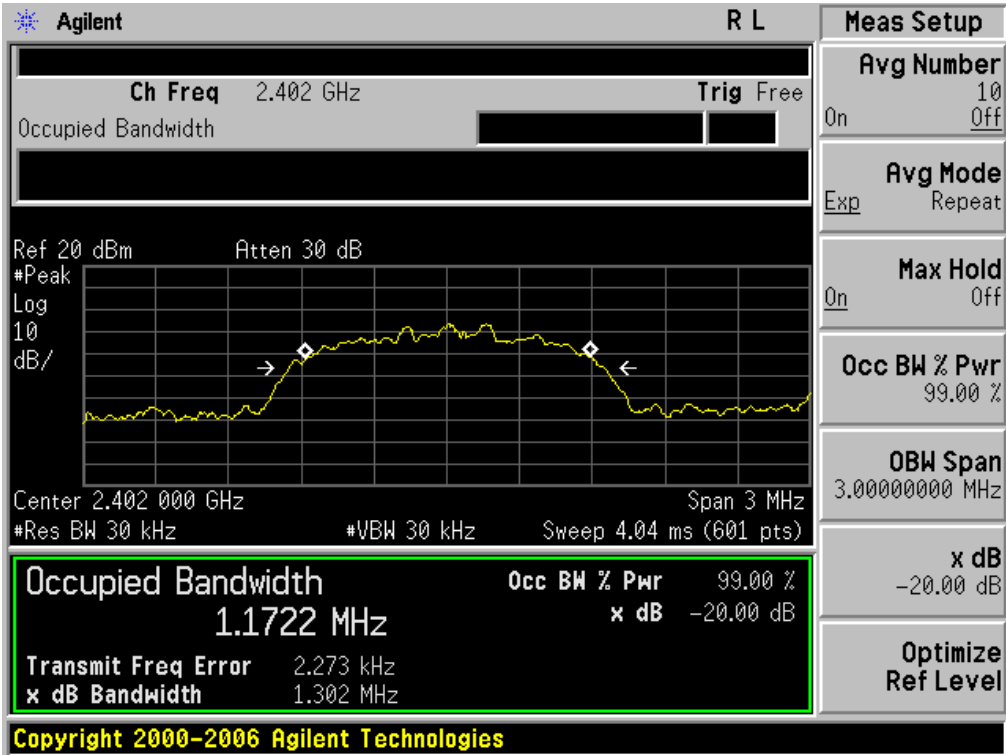 Agilent R L Meas Setup
Ch Freq 2.402 GHz Trig Free
Occupied Bandwidth
Ref 20 dBm Atten 30 dB
#Peak
Log
10
dB/
Center 2.402 000 GHz Span 3 MHz
#Res BW 30 kHz #VBW 30 kHz Sweep 4.04 ms (601 pts)
Occupied Bandwidth Occ BW % Pwr 99.00 %
1.1722 MHz x dB -20.00 dB
Transmit Freq Error 2.273 kHz
x dB Bandwidth 1.302 MHz
Avg Number
10
On Off
Avg Mode
Exp Repeat
Max Hold
On Off
Occ BW % Pwr
99.00 %
OBW Span
3.00000000 MHz
x dB
-20.00 dB
Optimize
Ref Level
Copyright 2000-2006 Agilent Technologies